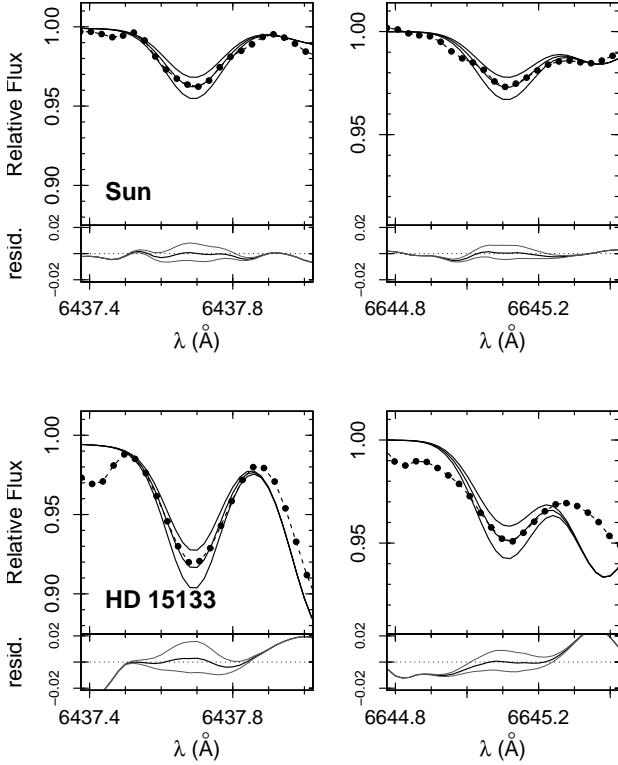 Relative Flux
1.00
0.95
0.90
Sun
1.00
0.95
resid.
0.02
−0.02
0.02
−0.02
6437.4
6437.8
λ (Å)
6644.8
6645.2
λ (Å)
Relative Flux
1.00
0.95
0.90
HD 15133
1.00
0.95
resid.
0.02
−0.02
0.02
−0.02
6437.4
6437.8
λ (Å)
6644.8
6645.2
λ (Å)